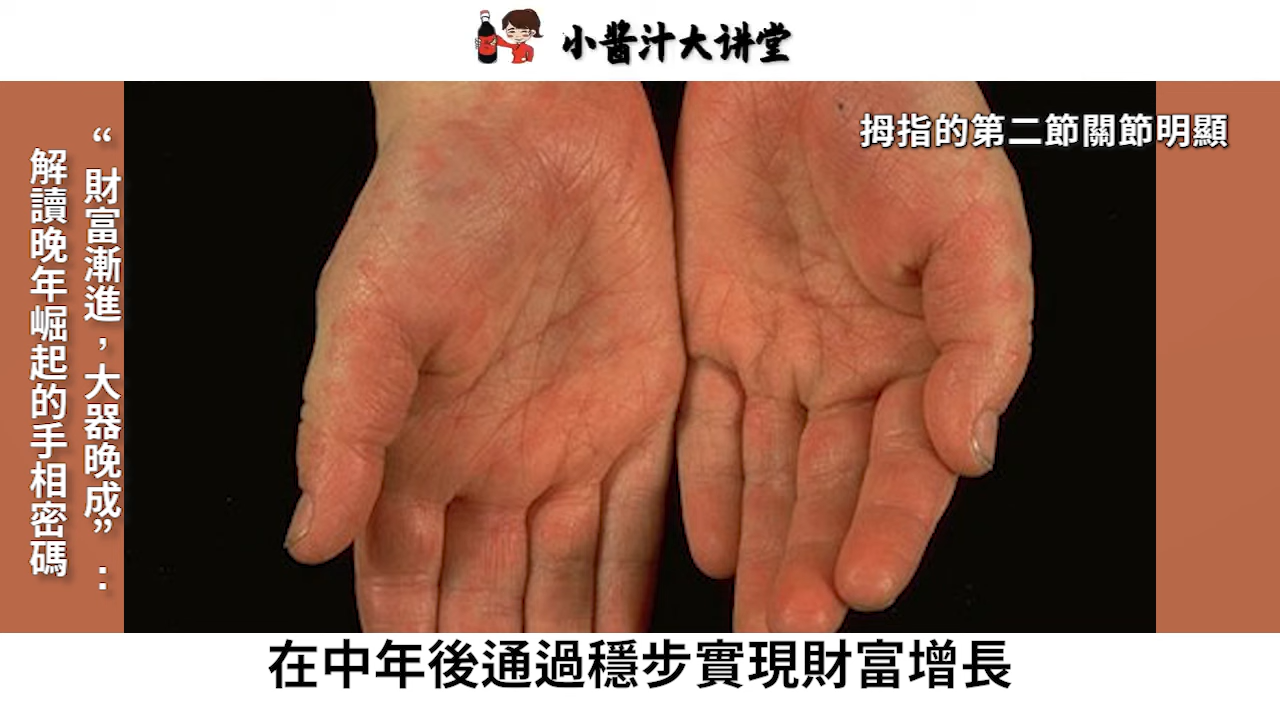 小醬汁大讲堂
拇指的第二節關節明顯
“財富漸進，大器晚成”：
解讀晚年崛起的手相密碼
在中年後通過穩步實現財富增長